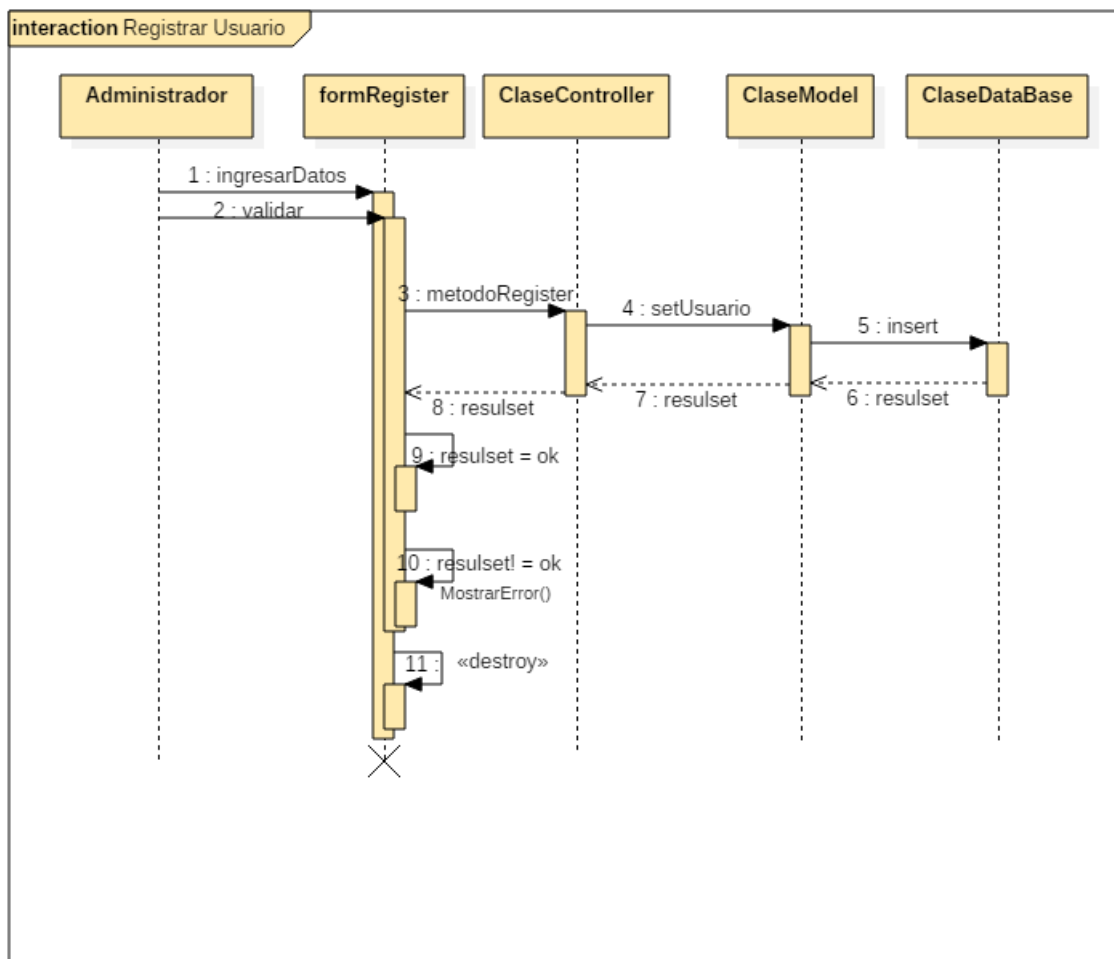 interaction Registrar Usuario
Administrador
formRegister
ClaseController
ClaseModel
ClaseDataBase
1 : ingresarDatos
2 : validar
3 : metodoRegister
4 : setUsuario
5 : insert
6 : resulset
7 : resulset
8 : resulset
9 : resulset = ok
10 : resulset! = ok
MostrarError()
11 : «destroy»